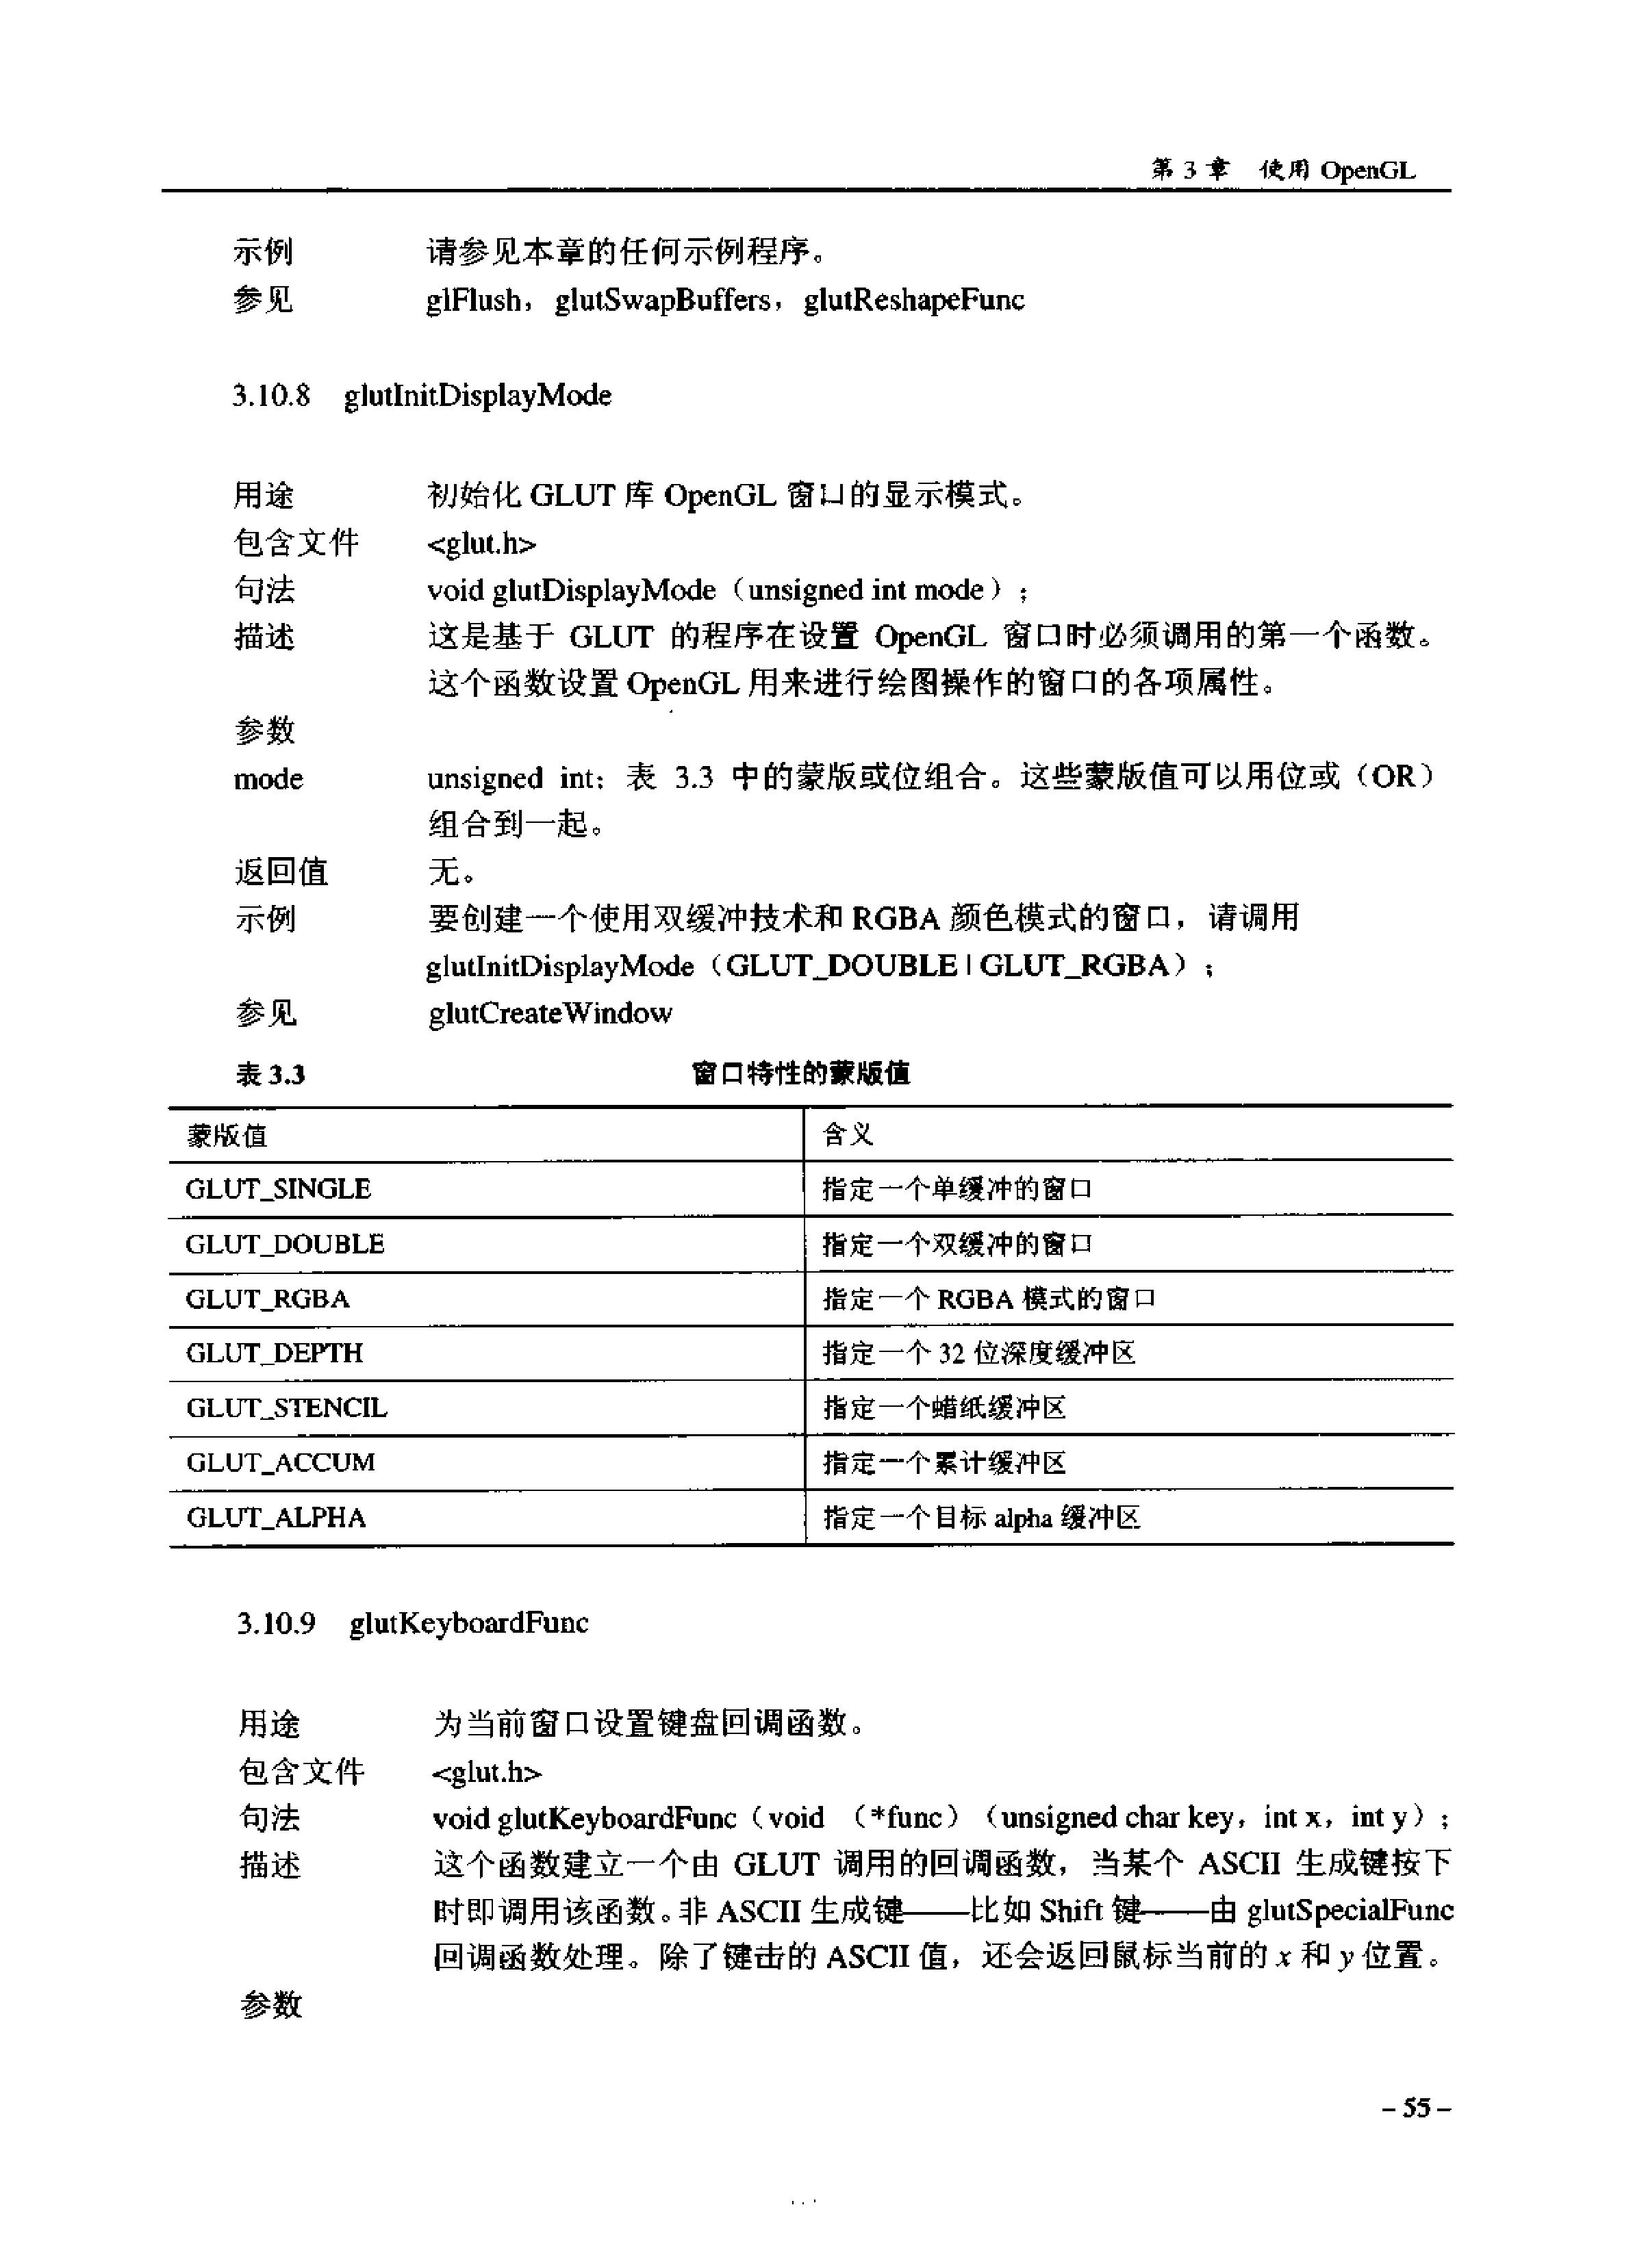 第 3 章 使用 OpenGL
示例 请参见本章的任何示例程序。
参见 glFlush，glutSwapBuffers，glutReshapeFunc
3.10.8 glutInitDisplayMode
用途 初始化 GLUT 库 OpenGL 窗口的显示模式。
包含文件 <glut.h>
句法 void glutDisplayMode（unsigned int mode）；
描述 这是基于 GLUT 的程序在设置 OpenGL 窗口时必须调用的第一个函数。
这个函数设置 OpenGL 用来进行绘图操作的窗口的各项属性。
参数
mode unsigned int：表 3.3 中的蒙版或位组合。这些蒙版值可以用位或（OR）
组合到一起。
返回值 无。
示例 要创建一个使用双缓冲技术和 RGBA 颜色模式的窗口，请调用
glutInitDisplayMode（GLUT_DOUBLE | GLUT_RGBA）；
参见 glutCreateWindow
表 3.3 窗口特性的蒙版值
蒙版值 含义
GLUT_SINGLE 指定一个单缓冲的窗口
GLUT_DOUBLE 指定一个双缓冲的窗口
GLUT_RGBA 指定一个 RGBA 模式的窗口
GLUT_DEPTH 指定一个 32 位深度缓冲区
GLUT_STENCIL 指定一个蜡纸缓冲区
GLUT_ACCUM 指定一个累计缓冲区
GLUT_ALPHA 指定一个目标 alpha 缓冲区
3.10.9 glutKeyboardFunc
用途 为当前窗口设置键盘回调函数。
包含文件 <glut.h>
句法 void glutKeyboardFunc（void （*func）（unsigned char key，int x，int y）；
描述 这个函数建立一个由 GLUT 调用的回调函数，当某个 ASCII 生成键按下
时即调用该函数。非 ASCII 生成键——比如 Shift 键——由 glutSpecialFunc
回调函数处理。除了键击的 ASCII 值，还会返回鼠标当前的 x 和 y 位置。
参数
– 55 –